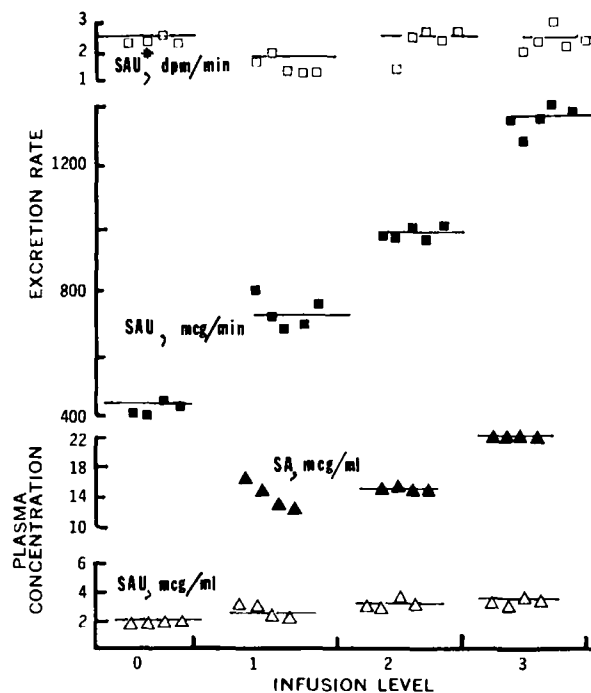 3
2
1
SAU, dpm/min
*
1200
800
400
EXCRETION RATE
SAU, mcg/min
22
18
14
10
SA, mcg/ml
PLASMA
CONCENTRATION
6
4
2
SAU, mcg/ml
0 1 2 3
INFUSION LEVEL